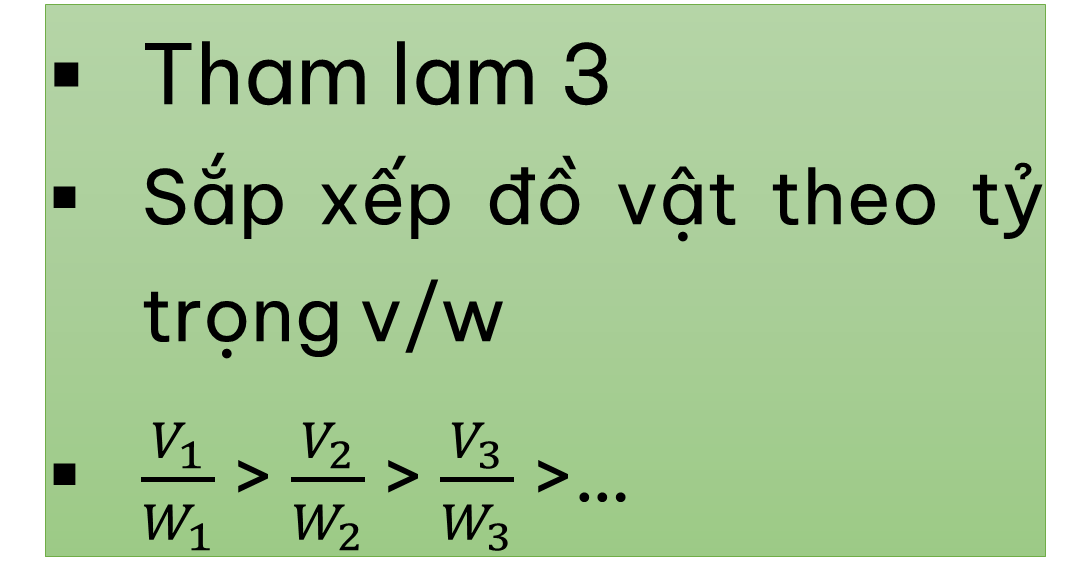 ▪ Tham lam 3
▪ Sắp xếp đồ vật theo tỷ
trọng v/w
▪ V₁/W₁ > V₂/W₂ > V₃/W₃ >...